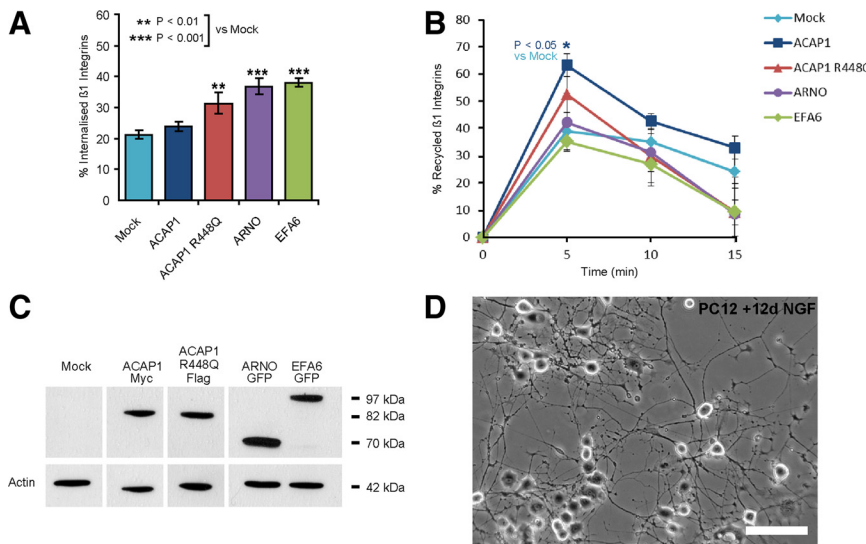 A
** P < 0.01
*** P < 0.001
vs Mock
% Internalised ß1 Integrins
60
50
40
30
20
10
0
**
***
***
Mock
ACAP1
ACAP1 R448Q
ARNO
EFA6
B
P < 0.05 *
vs Mock
% Recycled ß1 Integrins
80
70
60
50
40
30
20
10
0
0
5
10
15
Time (min)
Mock
ACAP1
ACAP1 R448Q
ARNO
EFA6
C
Mock
ACAP1
Myc
ACAP1
R448Q
Flag
ARNO
GFP
EFA6
GFP
97 kDa
82 kDa
70 kDa
Actin
42 kDa
D
PC12 +12d NGF